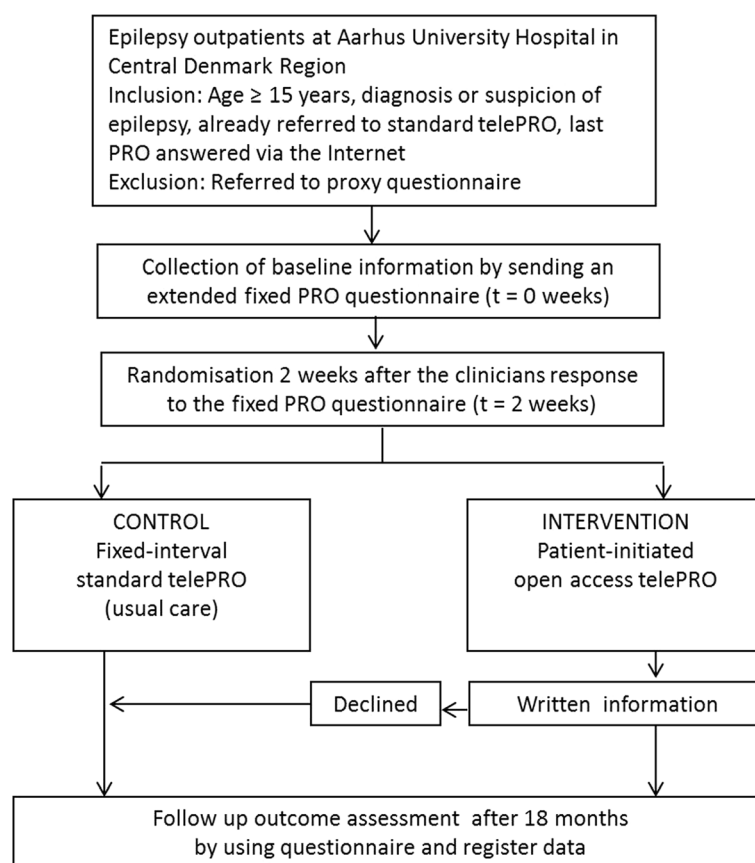 Epilepsy outpatients at Aarhus University Hospital in
Central Denmark Region
Inclusion: Age ≥ 15 years, diagnosis or suspicion of
epilepsy, already referred to standard telePRO, last
PRO answered via the Internet
Exclusion: Referred to proxy questionnaire
Collection of baseline information by sending an
extended fixed PRO questionnaire (t = 0 weeks)
Randomisation 2 weeks after the clinicians response
to the fixed PRO questionnaire (t = 2 weeks)
CONTROL
Fixed-interval
standard telePRO
(usual care)
INTERVENTION
Patient-initiated
open access telePRO
Declined
Written information
Follow up outcome assessment after 18 months
by using questionnaire and register data